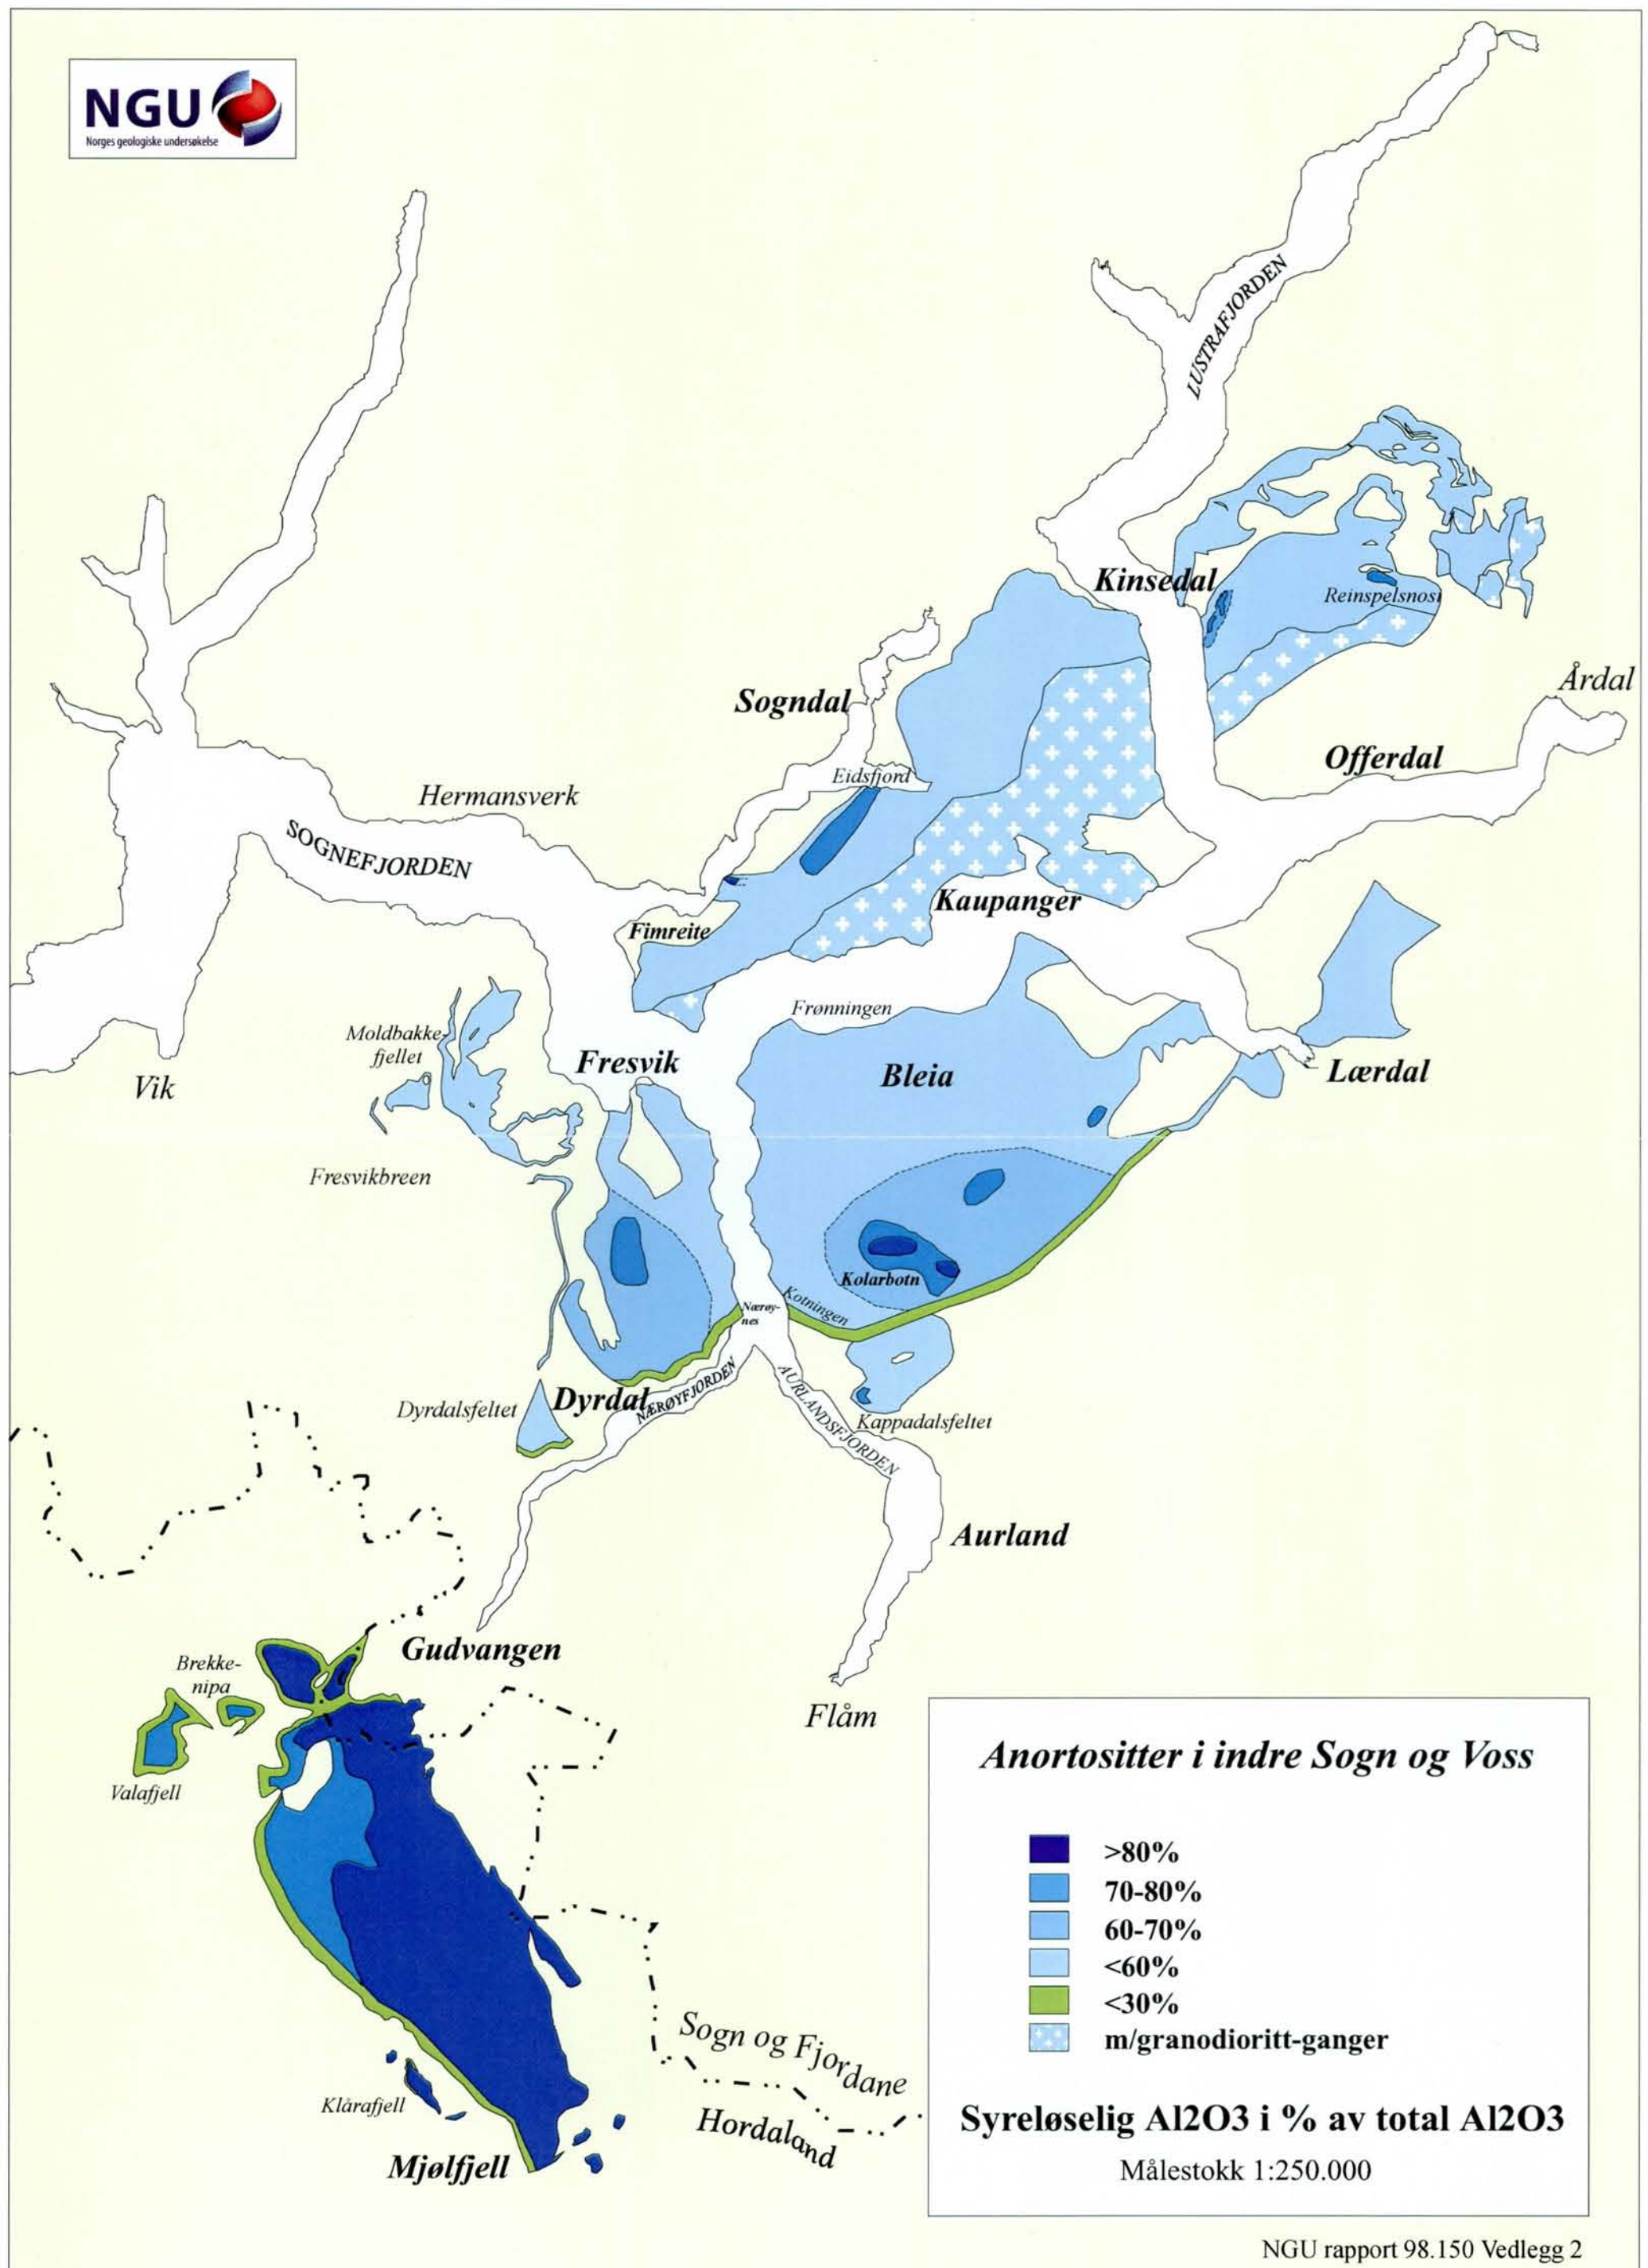 NGU
Norges geologiske undersøkelse
LUSTRAFJORDEN
Kinsedal
Reinspelsnosi
Årdal
Sogndal
Offerdal
Eidsfjord
Hermansverk
SOGNEFJORDEN
Kaupanger
Fimreite
Frønningen
Moldbakke-
fjellet
Fresvik
Bleia
Lærdal
Vik
Fresvikbreen
Kolarbotn
Kotningen
Nærøy-
nes
Dyrdalsfeltet
Dyrdal
NÆRØYFJORDEN
AURLANDSFJORDEN
Kappadalsfeltet
Aurland
Gudvangen
Brekke-
nipa
Flåm
Valafjell
Anortositter i indre Sogn og Voss
>80%
70-80%
60-70%
<60%
<30%
m/granodioritt-ganger
Syreløselig Al2O3 i % av total Al2O3
Målestokk 1:250.000
Sogn og Fjordane
Hordaland
Klårafjell
Mjølfjell
NGU rapport 98.150 Vedlegg 2